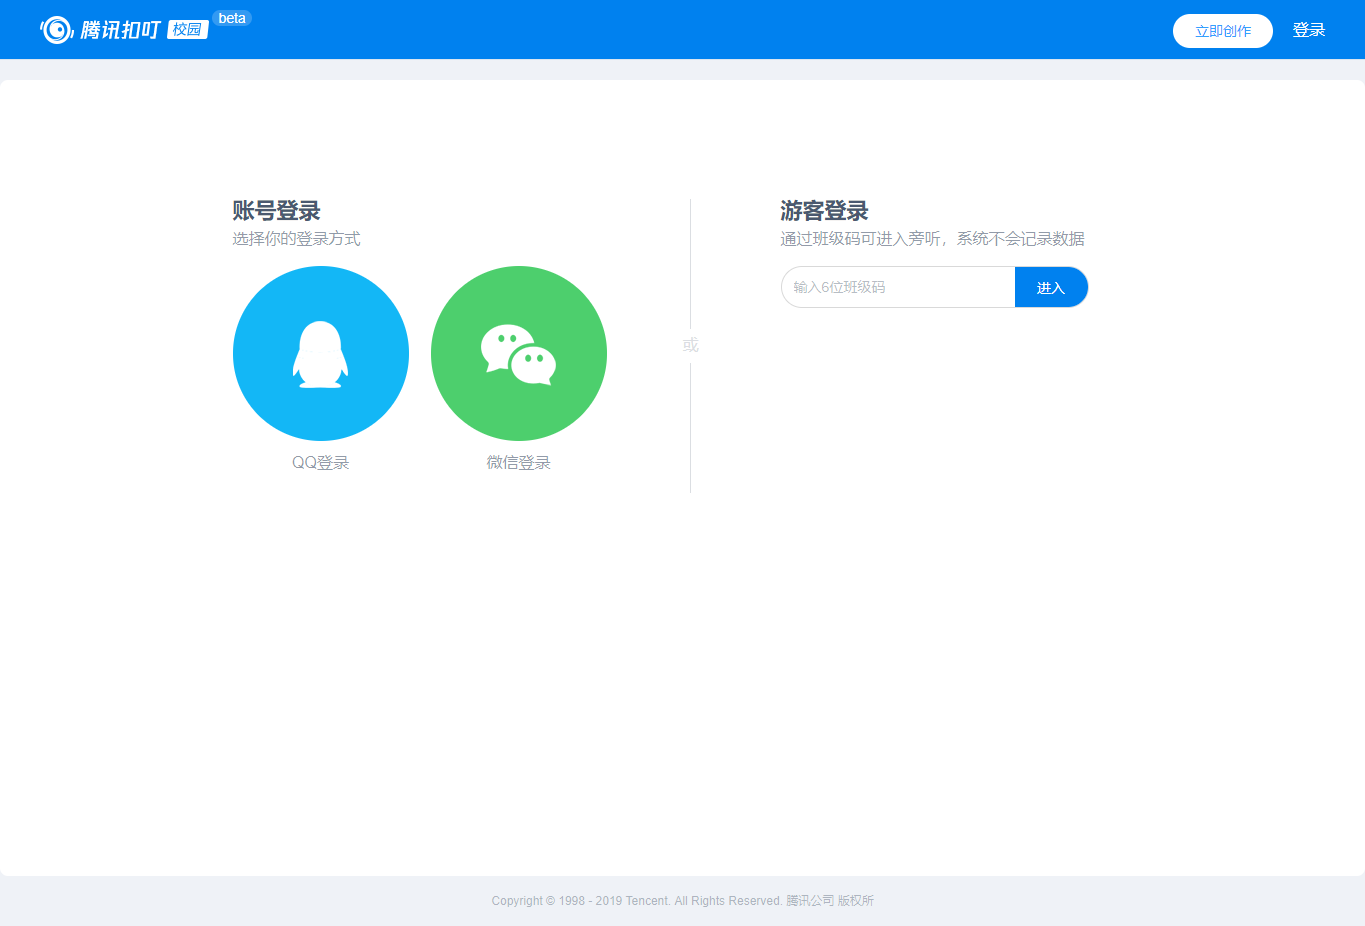 腾讯扣叮 校园 beta
立即创作 登录
账号登录
选择你的登录方式
QQ登录
微信登录
或
游客登录
通过班级码可进入旁听，系统不会记录数据
输入6位班级码 进入
Copyright © 1998 - 2019 Tencent. All Rights Reserved. 腾讯公司 版权所